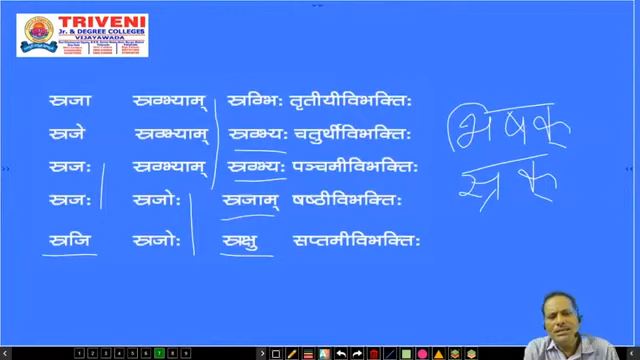 TRIVENI
Jr. & DEGREE COLLEGES
VIJAYAWADA
स्रजा स्रग्भ्याम् स्रग्भिः तृतीयीविभक्तिः
स्रजे स्रग्भ्याम् स्रग्भ्यः चतुर्थीविभक्तिः
स्रजः स्रग्भ्याम् स्रग्भ्यः पञ्चमीविभक्तिः
स्रजः स्रजोः स्रजाम् षष्ठीविभक्तिः
स्रजि स्रजोः स्रक्षु सप्तमीविभक्तिः
भिषक्
स्रक्